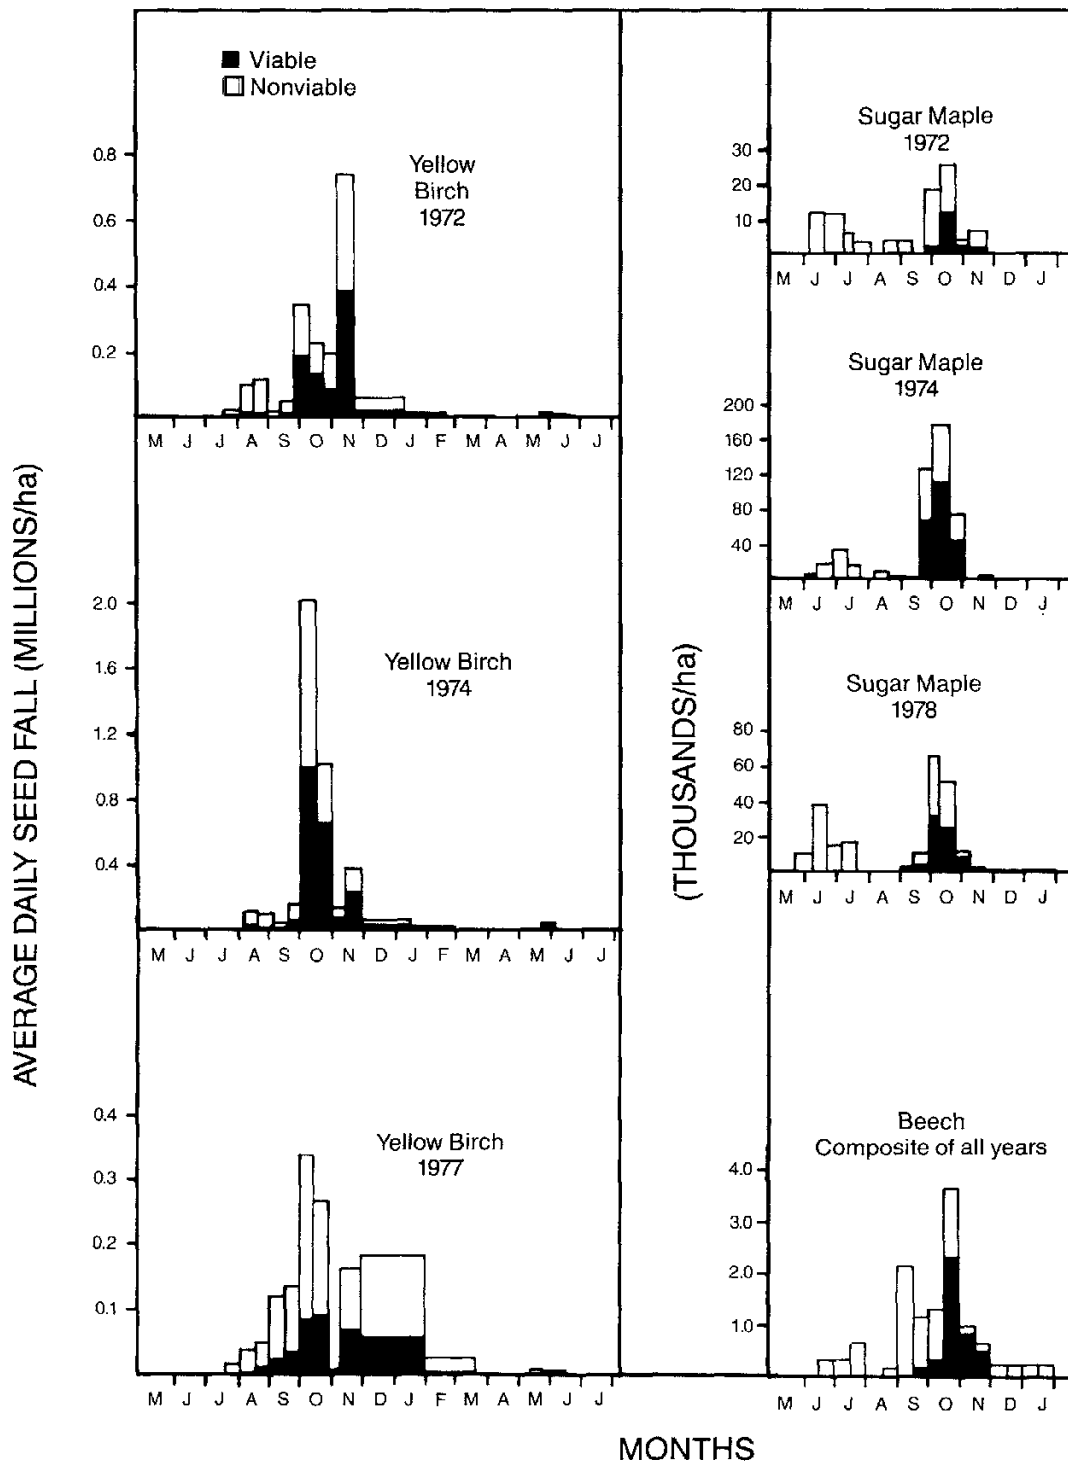 AVERAGE DAILY SEED FALL (MILLIONS/ha)
Viable
Nonviable
Yellow
Birch
1972
0.8
0.6
0.4
0.2
M J J A S O N D J F M A M J J
Yellow Birch
1974
2.0
1.6
1.2
0.8
0.4
M J J A S O N D J F M A M J J
Yellow Birch
1977
0.4
0.3
0.2
0.1
M J J A S O N D J F M A M J J
(THOUSANDS/ha)
Sugar Maple
1972
30
20
10
M J J A S O N D J
Sugar Maple
1974
200
160
120
80
40
M J J A S O N D J
Sugar Maple
1978
80
60
40
20
M J J A S O N D J
Beech
Composite of all years
4.0
3.0
2.0
1.0
M J J A S O N D J
MONTHS